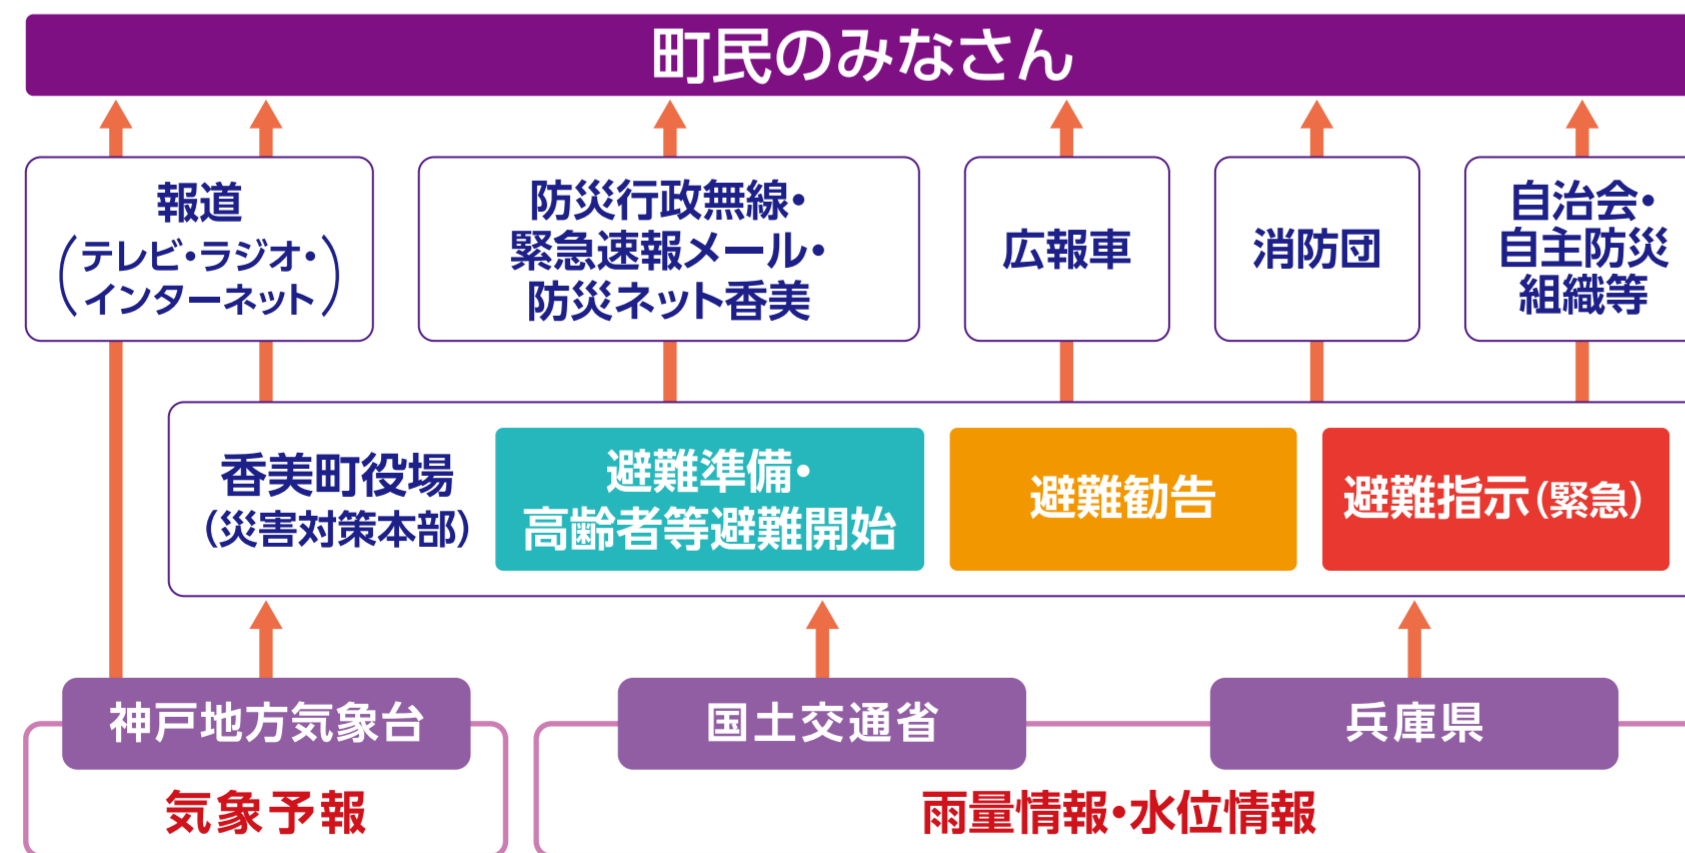 町民のみなさん
報道
(テレビ・ラジオ・
インターネット)
防災行政無線・
緊急速報メール・
防災ネット香美
広報車
消防団
自治会・
自主防災
組織等
香美町役場
(災害対策本部)
避難準備・
高齢者等避難開始
避難勧告
避難指示(緊急)
神戸地方気象台
気象予報
国土交通省
兵庫県
雨量情報・水位情報